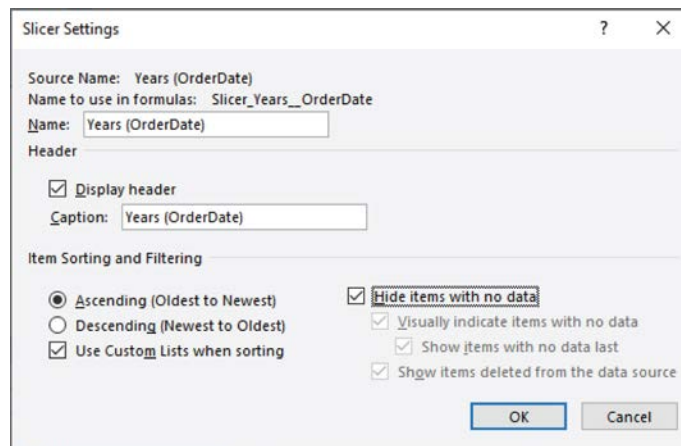 Slicer Settings ?
Source Name: Years (OrderDate)
Name to use in formulas: Slicer_Years__OrderDate
Name: Years (OrderDate)
Header
Display header
Caption: Years (OrderDate)
Item Sorting and Filtering
Ascending (Oldest to Newest)
Descending (Newest to Oldest)
Use Custom Lists when sorting
Hide items with no data
Visually indicate items with no data
Show items with no data last
Show items deleted from the data source
OK Cancel